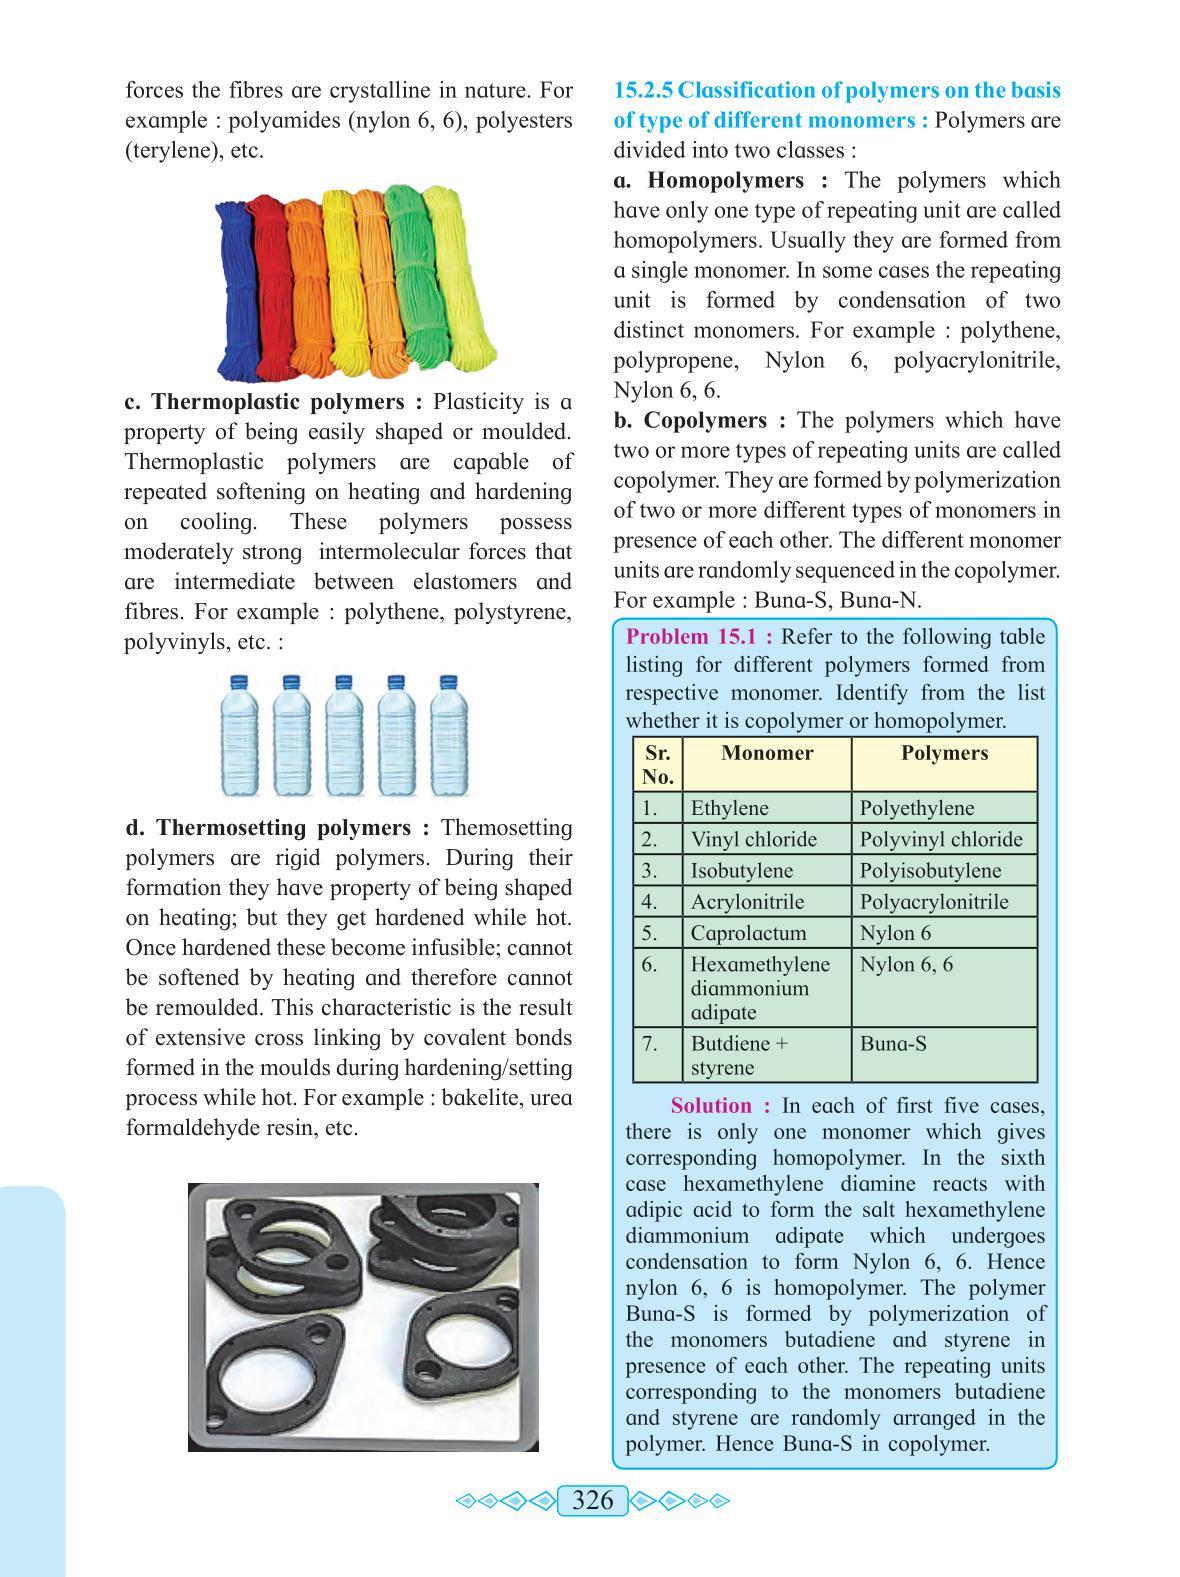 forces the fibres are crystalline in nature. For
example : polyamides (nylon 6, 6), polyesters
(terylene), etc.
c. Thermoplastic polymers : Plasticity is a
property of being easily shaped or moulded.
Thermoplastic polymers are capable of
repeated softening on heating and hardening
on cooling. These polymers possess
moderately strong intermolecular forces that
are intermediate between elastomers and
fibres. For example : polythene, polystyrene,
polyvinyls, etc. :
d. Thermosetting polymers : Themosetting
polymers are rigid polymers. During their
formation they have property of being shaped
on heating; but they get hardened while hot.
Once hardened these become infusible; cannot
be softened by heating and therefore cannot
be remoulded. This characteristic is the result
of extensive cross linking by covalent bonds
formed in the moulds during hardening/setting
process while hot. For example : bakelite, urea
formaldehyde resin, etc.
15.2.5 Classification of polymers on the basis
of type of different monomers : Polymers are
divided into two classes :
a. Homopolymers : The polymers which
have only one type of repeating unit are called
homopolymers. Usually they are formed from
a single monomer. In some cases the repeating
unit is formed by condensation of two
distinct monomers. For example : polythene,
polypropene, Nylon 6, polyacrylonitrile,
Nylon 6, 6.
b. Copolymers : The polymers which have
two or more types of repeating units are called
copolymer. They are formed by polymerization
of two or more different types of monomers in
presence of each other. The different monomer
units are randomly sequenced in the copolymer.
For example : Buna-S, Buna-N.
Problem 15.1 : Refer to the following table
listing for different polymers formed from
respective monomer. Identify from the list
whether it is copolymer or homopolymer.
Sr. No. Monomer Polymers
1. Ethylene Polyethylene
2. Vinyl chloride Polyvinyl chloride
3. Isobutylene Polyisobutylene
4. Acrylonitrile Polyacrylonitrile
5. Caprolactum Nylon 6
6. Hexamethylene Nylon 6, 6
diammonium
adipate
7. Butdiene + Buna-S
styrene
Solution : In each of first five cases,
there is only one monomer which gives
corresponding homopolymer. In the sixth
case hexamethylene diamine reacts with
adipic acid to form the salt hexamethylene
diammonium adipate which undergoes
condensation to form Nylon 6, 6. Hence
nylon 6, 6 is homopolymer. The polymer
Buna-S is formed by polymerization of
the monomers butadiene and styrene in
presence of each other. The repeating units
corresponding to the monomers butadiene
and styrene are randomly arranged in the
polymer. Hence Buna-S in copolymer.
326